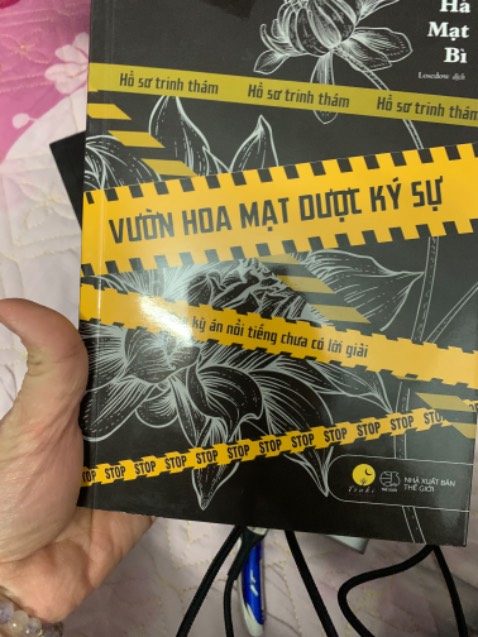 Hà
Mạt
Bì
Losedow dịch
Hồ sơ trinh thám Hồ sơ trinh thám Hồ sơ trinh thám
VƯỜN HOA MẠT DƯỢC KÝ SỰ
kỳ án nổi tiếng chưa có lời giải
STOP STOP STOP STOP STOP STOP STOP STOP STOP STOP STOP STO
NHÀ XUẤT BẢN
THẾ GIỚI